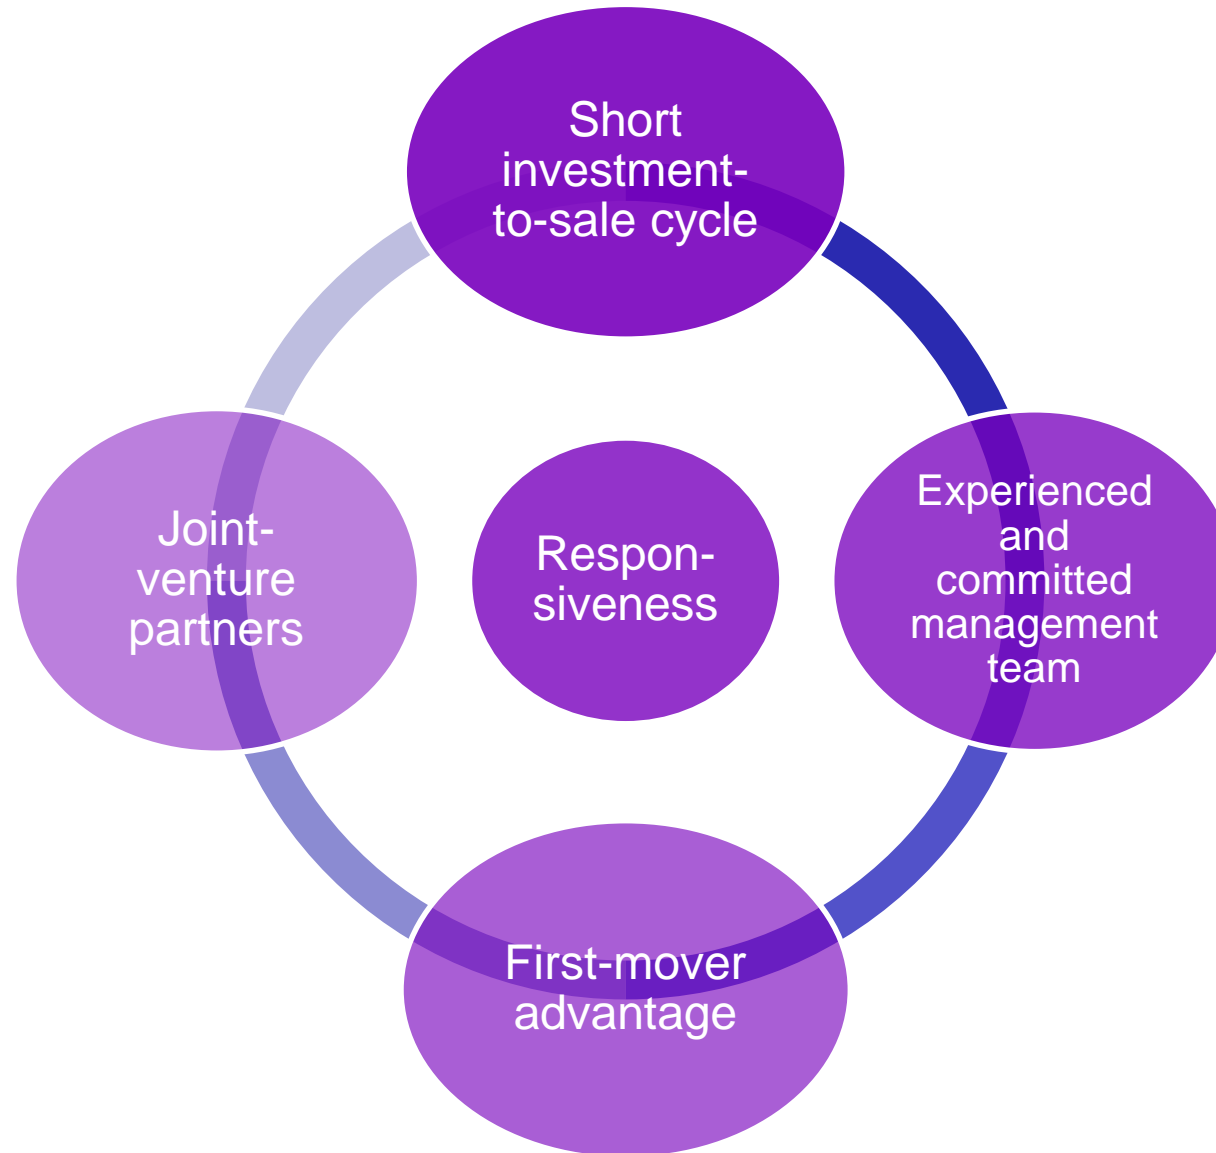 Short
investment-
to-sale cycle
Joint-
venture
partners
Respon-
siveness
Experienced
and
committed
management
team
First-mover
advantage